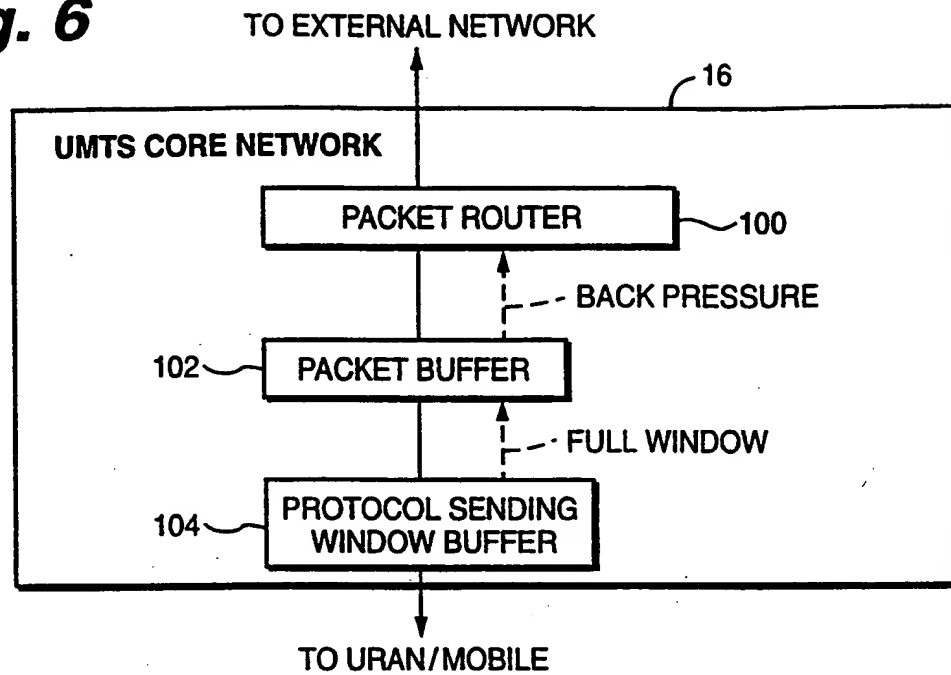 g. 6
TO EXTERNAL NETWORK
16
UMTS CORE NETWORK
PACKET ROUTER
100
BACK PRESSURE
102
PACKET BUFFER
FULL WINDOW
104
PROTOCOL SENDING
WINDOW BUFFER
TO URAN/MOBILE